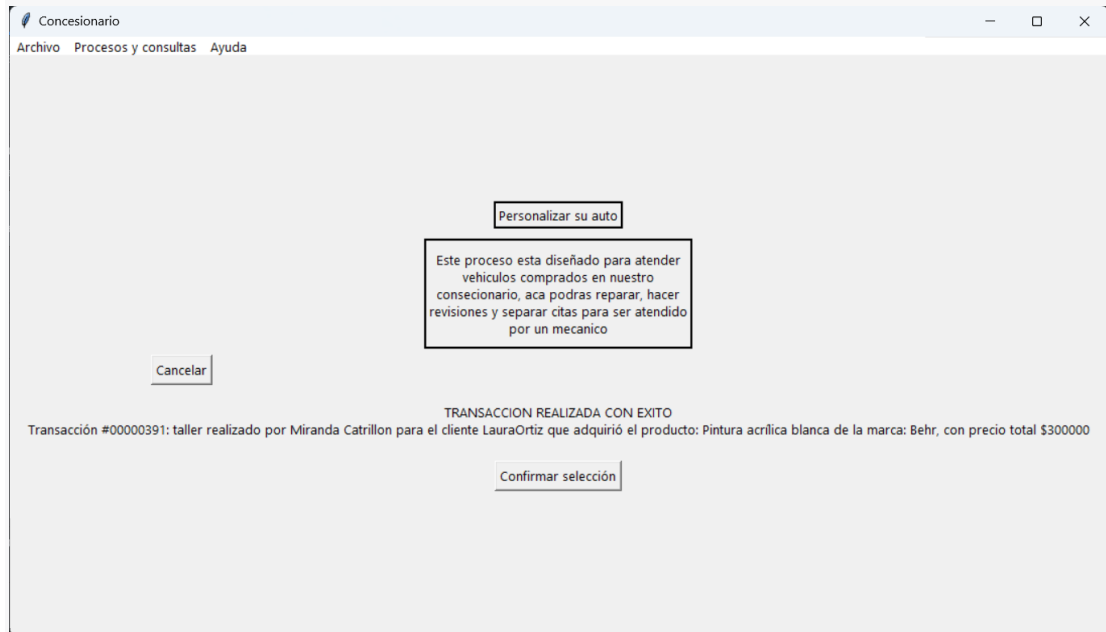 Concesionario
Archivo Procesos y consultas Ayuda
Personalizar su auto
Este proceso esta diseñado para atender
vehiculos comprados en nuestro
consecionario, aca podras reparar, hacer
revisiones y separar citas para ser atendido
por un mecanico
Cancelar
TRANSACCION REALIZADA CON EXITO
Transacción #00000391: taller realizado por Miranda Catrillon para el cliente LauraOrtiz que adquirió el producto: Pintura acrílica blanca de la marca: Behr, con precio total $300000
Confirmar selección